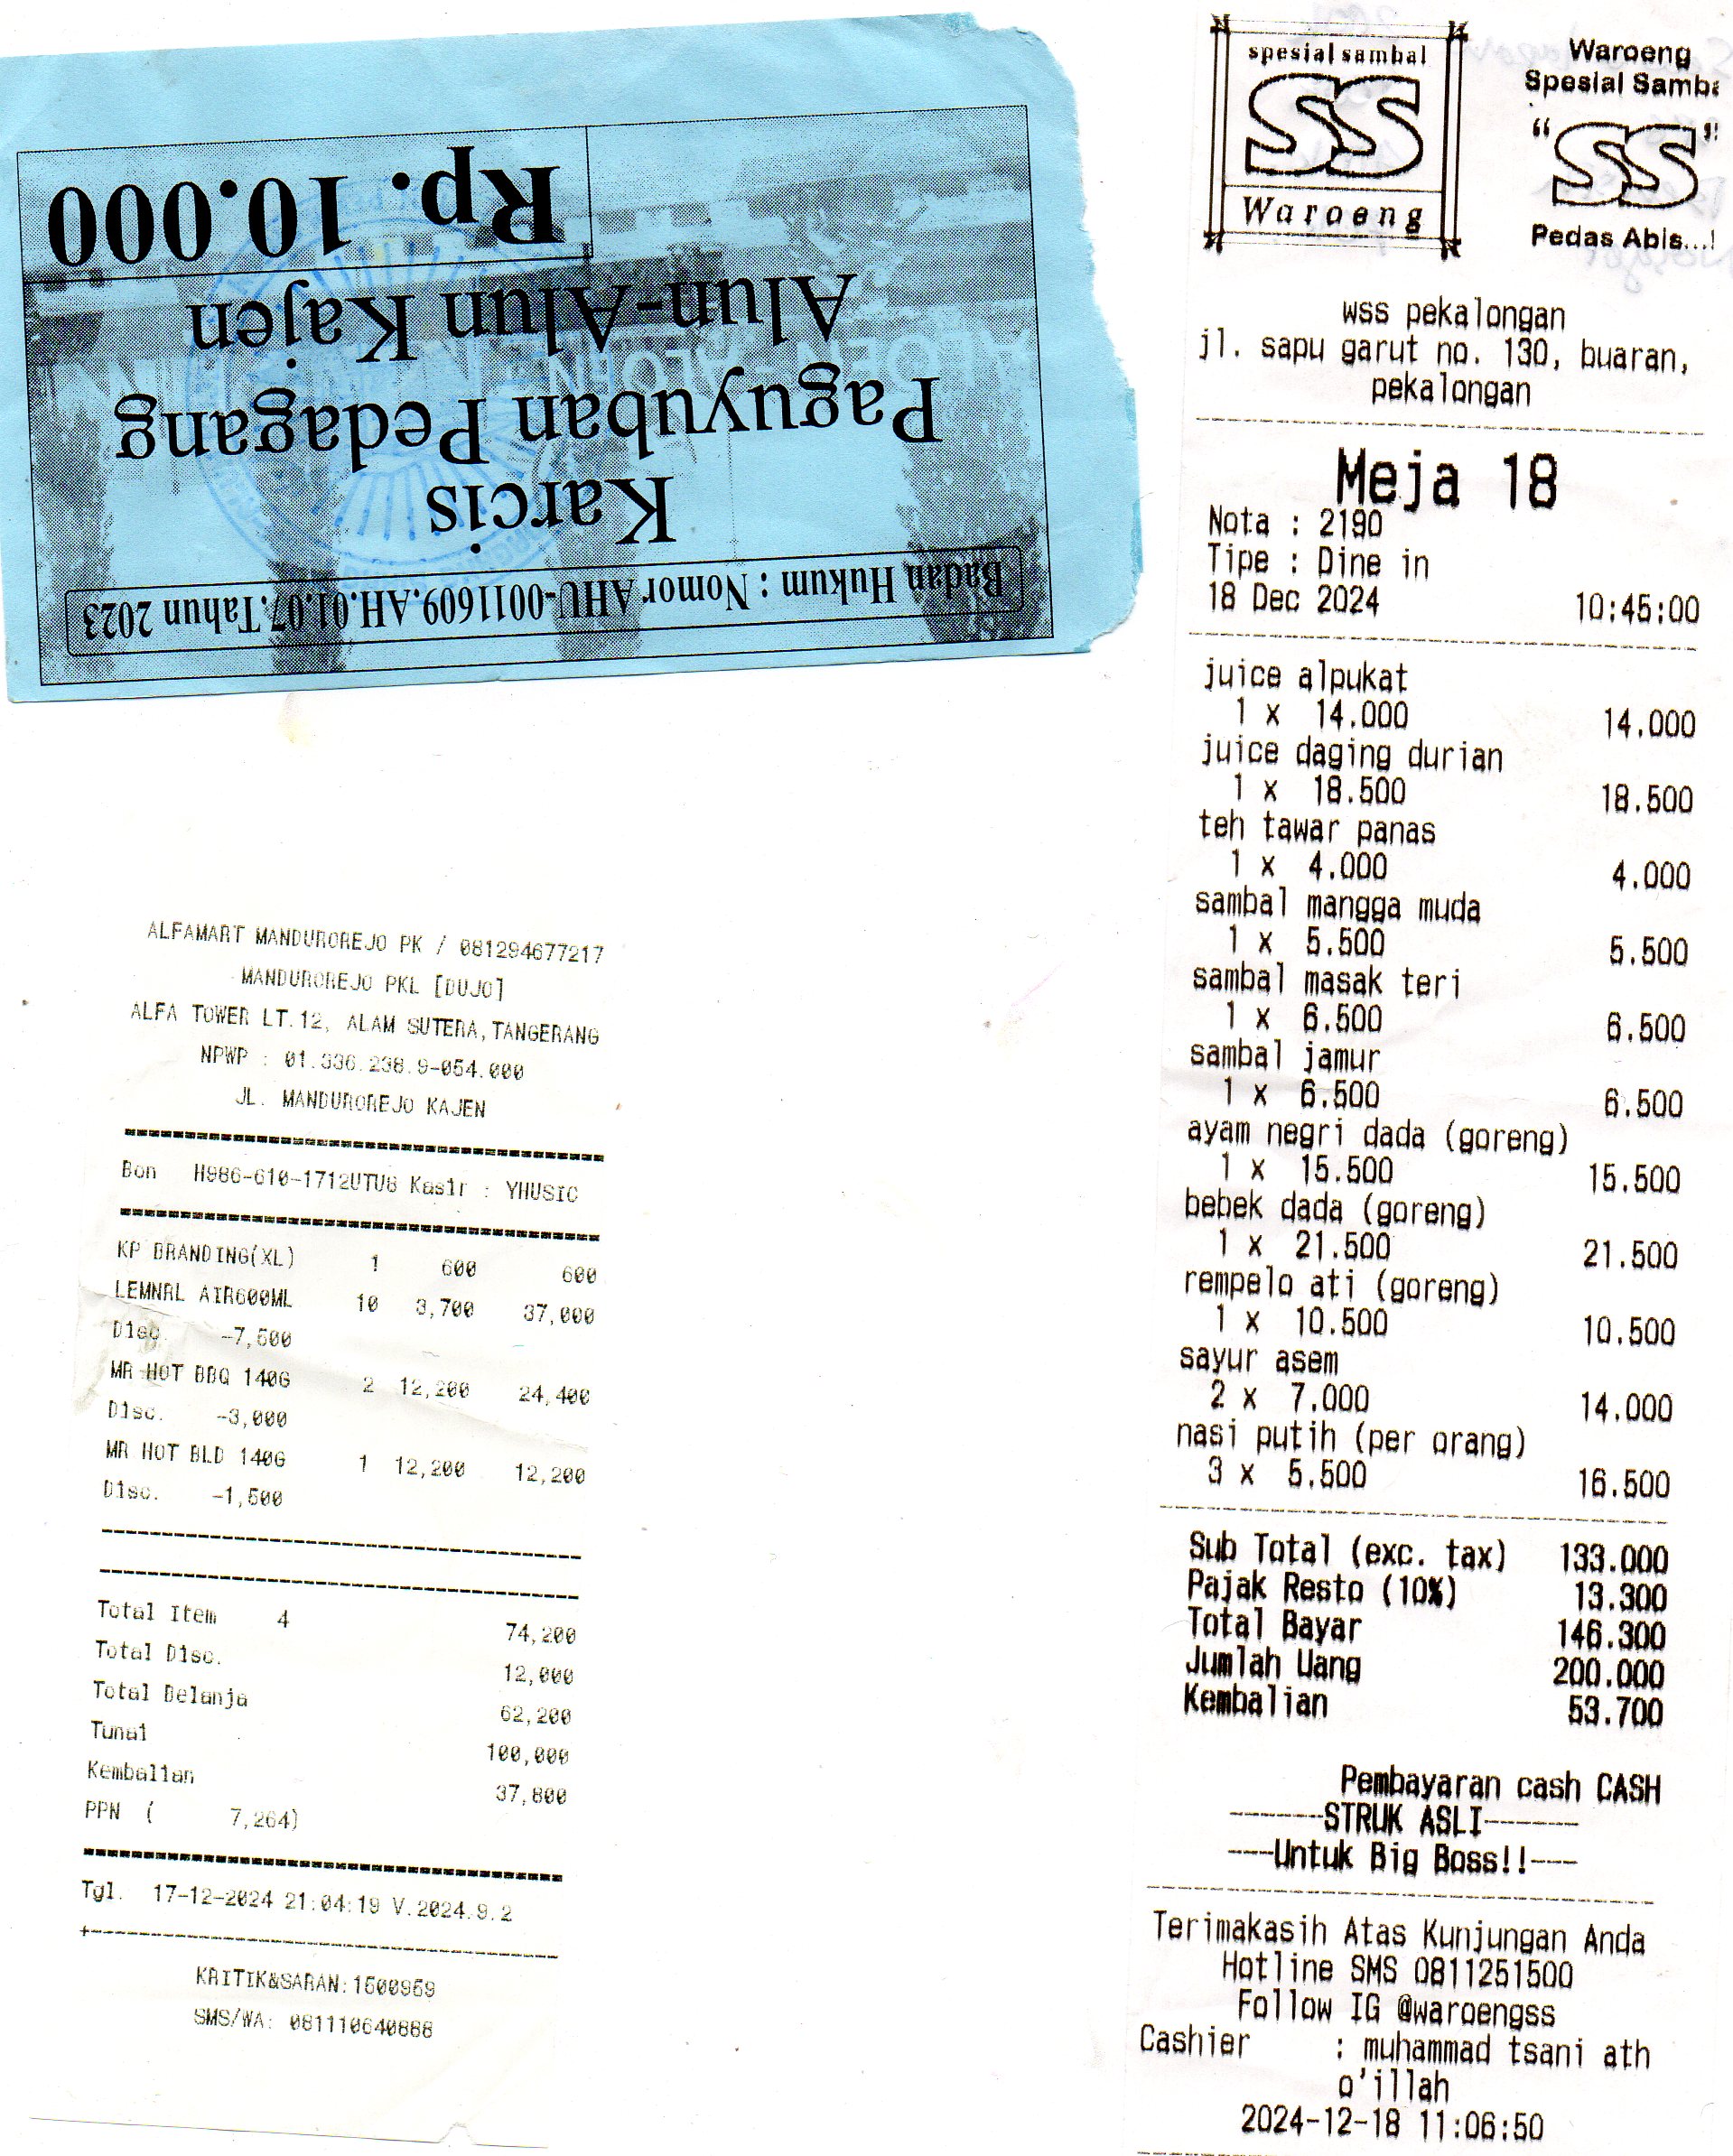 Badan Hukum : Nomor AHU-0011609.AH.01.07.Tahun 2023
Karcis
Paguyuban Pedagang
Alun-Alun Kajen
Rp. 10.000
ALFAMART MANDUROREJO PK / 081294677217
MANDUROREJO PKL [DUJO]
ALFA TOWER LT.12, ALAM SUTERA,TANGERANG
NPWP : 01.336.238.9-054.000
JL. MANDUROREJO KAJEN
Bon H986-610-1712UTU8 Kasir : YHUSIC
KP BRANDING(XL) 1 600 600
LEMNRL AIR600ML 10 3,700 37,000
Disc. -7,500
MR HOT BBQ 140G 2 12,200 24,400
Disc. -3,000
MR HOT BLD 140G 1 12,200 12,200
Disc. -1,500
Total Item 4 74,200
Total Disc. 12,000
Total Belanja 62,200
Tunai 100,000
Kembalian 37,800
PPN ( 7,264)
Tgl. 17-12-2024 21:04:19 V.2024.9.2
KRITIK&SARAN:1500959
SMS/WA: 081110640888
spesial sambal
SS
Waroeng
Waroeng
Spesial Samba
"SS"
Pedas Abis...!
wss pekalongan
jl. sapu garut no. 130, buaran,
pekalongan
Meja 18
Nota : 2190
Tipe : Dine in
18 Dec 2024 10:45:00
juice alpukat
1 x 14.000 14.000
juice daging durian
1 x 18.500 18.500
teh tawar panas
1 x 4.000 4.000
sambal mangga muda
1 x 5.500 5.500
sambal masak teri
1 x 6.500 6.500
sambal jamur
1 x 6.500 6.500
ayam negri dada (goreng)
1 x 15.500 15.500
bebek dada (goreng)
1 x 21.500 21.500
rempelo ati (goreng)
1 x 10.500 10.500
sayur asem
2 x 7.000 14.000
nasi putih (per orang)
3 x 5.500 16.500
Sub Total (exc. tax) 133.000
Pajak Resto (10%) 13.300
Total Bayar 146.300
Jumlah Uang 200.000
Kembalian 53.700
Pembayaran cash CASH
--------STRUK ASLI--------
----Untuk Big Boss!!----
Terimakasih Atas Kunjungan Anda
Hotline SMS 0811251500
Follow IG @waroengss
Cashier : muhammad tsani ath
o'illah
2024-12-18 11:06:50